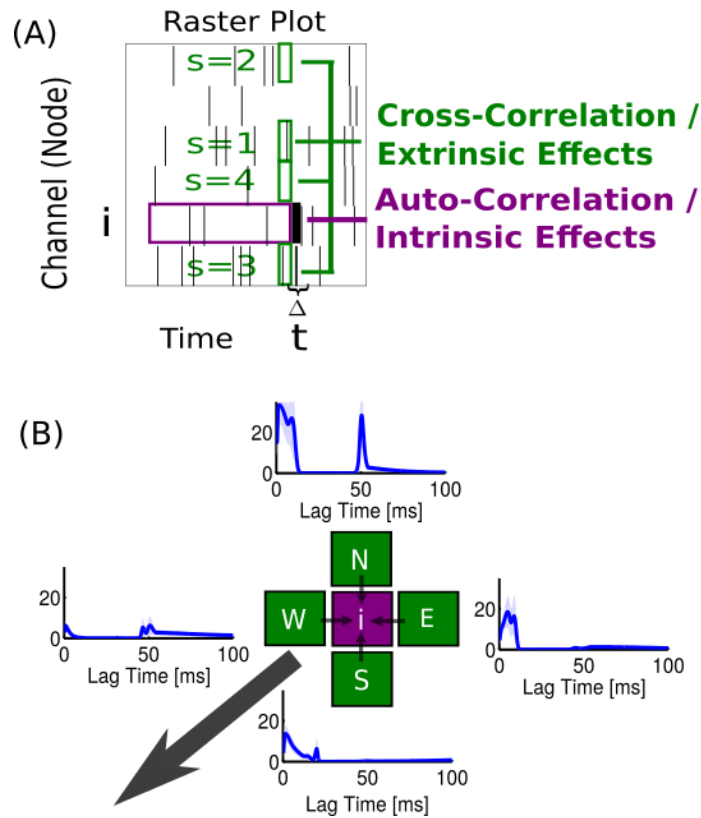 (A)
Raster Plot
Channel (Node)
i
s=2
s=1
s=4
s=3
Cross-Correlation /
Extrinsic Effects
Auto-Correlation /
Intrinsic Effects
Δ
Time
t
(B)
20
0
0 50 100
Lag Time [ms]
20
0
0 50 100
Lag Time [ms]
N
W
i
E
S
20
0
0 50 100
Lag Time [ms]
20
0
0 50 100
Lag Time [ms]